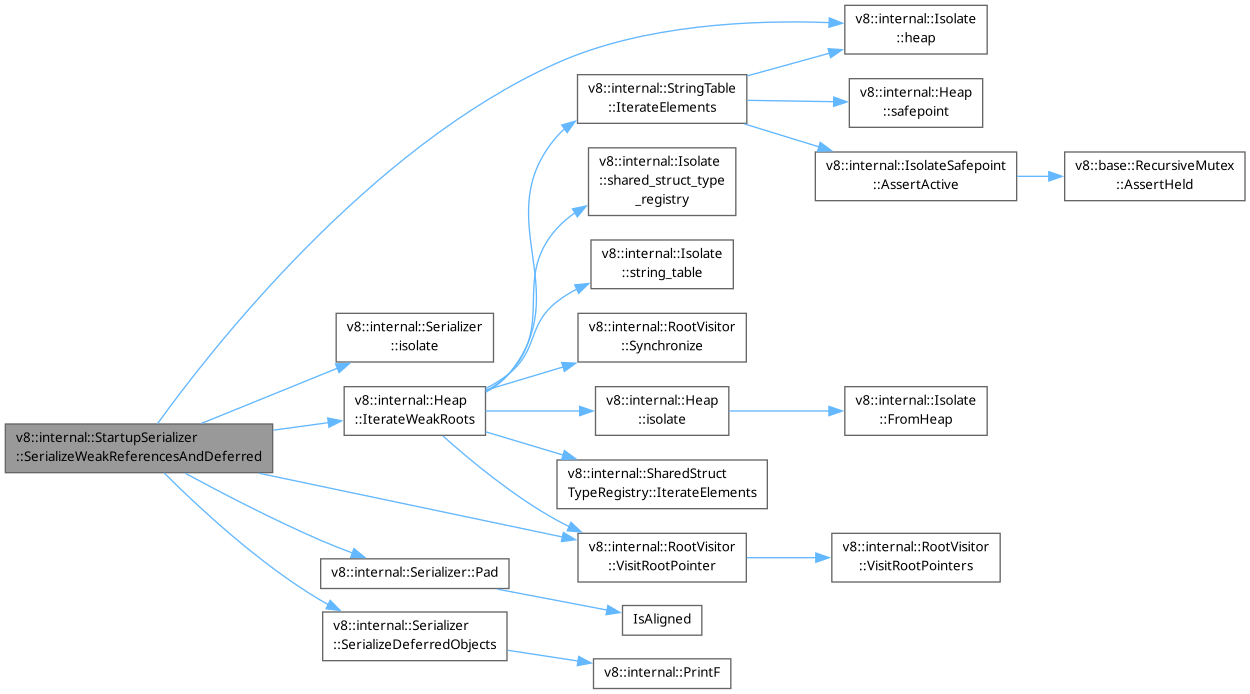 v8::internal::Isolate
::heap
v8::internal::StringTable
::IterateElements
v8::internal::Heap
::safepoint
v8::internal::Isolate
::shared_struct_type
_registry
v8::internal::IsolateSafepoint
::AssertActive
v8::base::RecursiveMutex
::AssertHeld
v8::internal::Isolate
::string_table
v8::internal::Serializer
::isolate
v8::internal::RootVisitor
::Synchronize
v8::internal::Heap
::IterateWeakRoots
v8::internal::Heap
::isolate
v8::internal::Isolate
::FromHeap
v8::internal::StartupSerializer
::SerializeWeakReferencesAndDeferred
v8::internal::SharedStruct
TypeRegistry::IterateElements
v8::internal::RootVisitor
::VisitRootPointer
v8::internal::RootVisitor
::VisitRootPointers
v8::internal::Serializer::Pad
IsAligned
v8::internal::Serializer
::SerializeDeferredObjects
v8::internal::PrintF